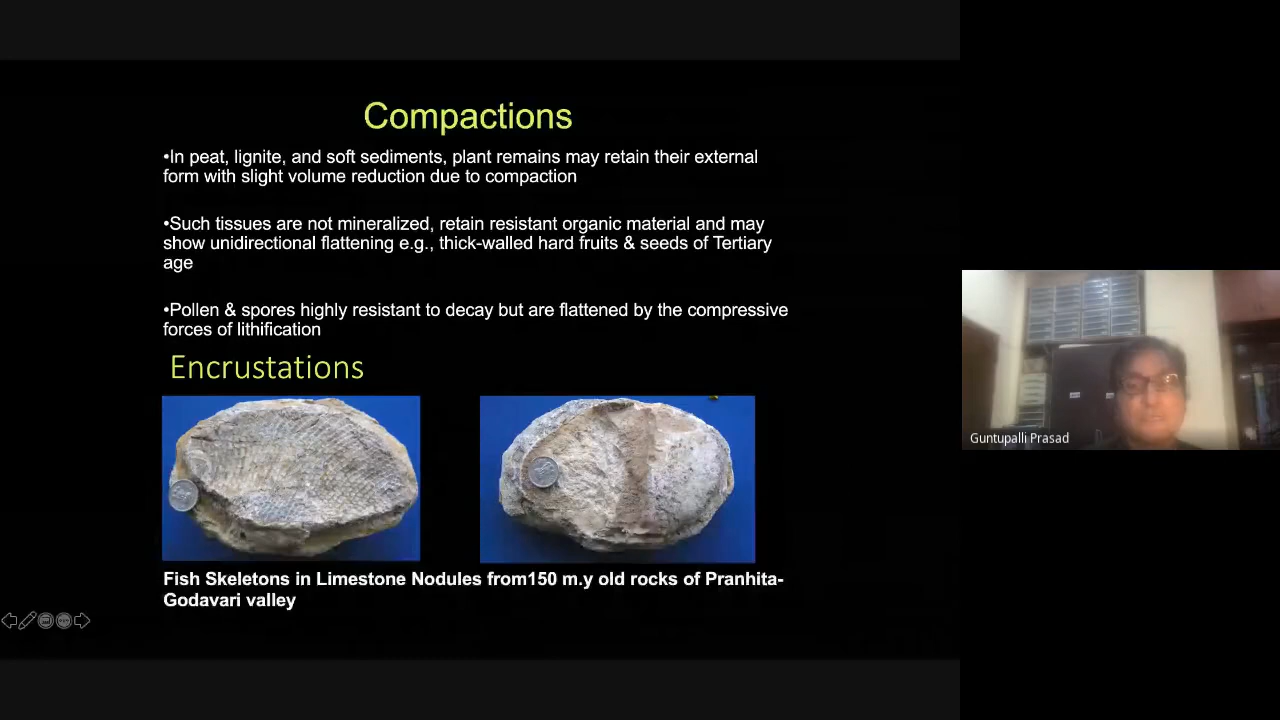 Compactions
•In peat, lignite, and soft sediments, plant remains may retain their external
form with slight volume reduction due to compaction
•Such tissues are not mineralized, retain resistant organic material and may
show unidirectional flattening e.g., thick-walled hard fruits & seeds of Tertiary
age
•Pollen & spores highly resistant to decay but are flattened by the compressive
forces of lithification
Encrustations
Fish Skeletons in Limestone Nodules from150 m.y old rocks of Pranhita-
Godavari valley
Guntupalli Prasad